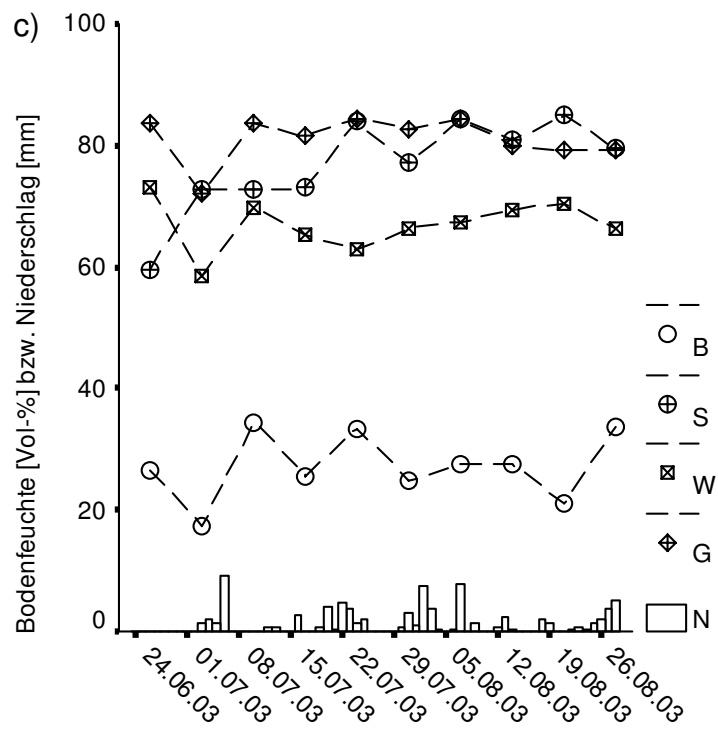 c)
Bodenfeuchte [Vol-%] bzw. Niederschlag [mm]
100
80
60
40
20
0
24.06.03
01.07.03
08.07.03
15.07.03
22.07.03
29.07.03
05.08.03
12.08.03
19.08.03
26.08.03
B
S
W
G
N